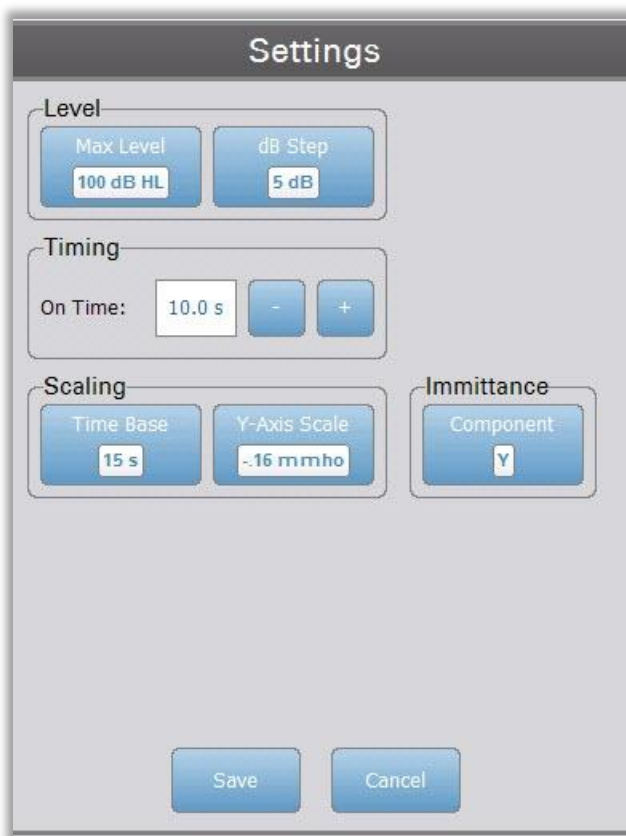 Settings
Level
Max Level
100 dB HL
dB Step
5 dB
Timing
On Time:
10.0 s
-
+
Scaling
Time Base
15 s
Y-Axis Scale
-.16 mmho
Immittance
Component
Y
Save
Cancel